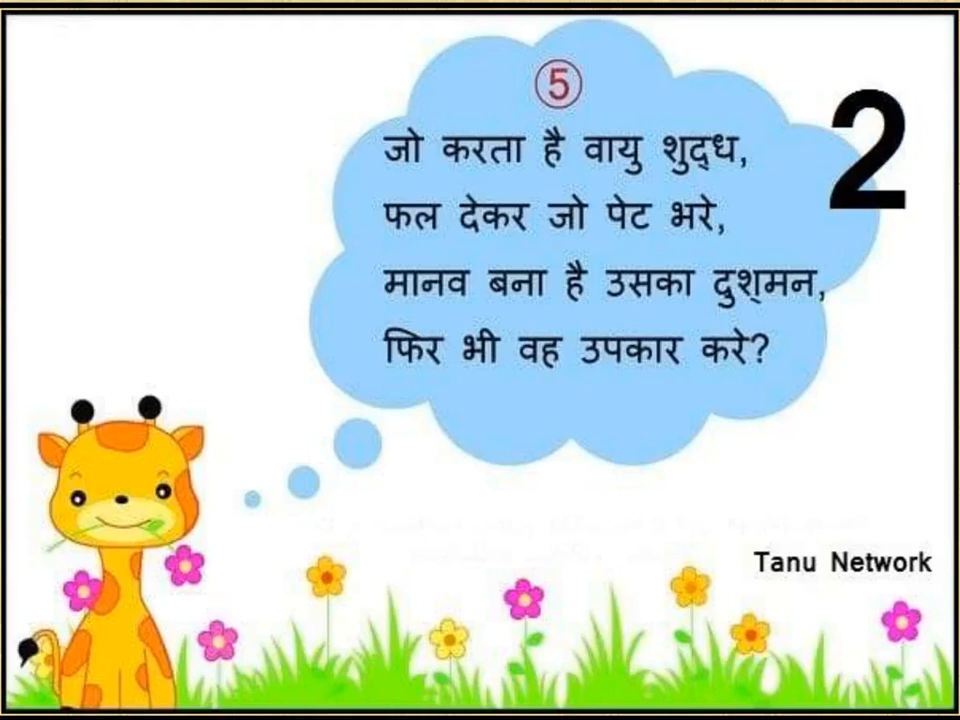 ⑤
2
जो करता है वायु शुद्ध,
फल देकर जो पेट भरे,
मानव बना है उसका दुश्मन,
फिर भी वह उपकार करे?
Tanu Network